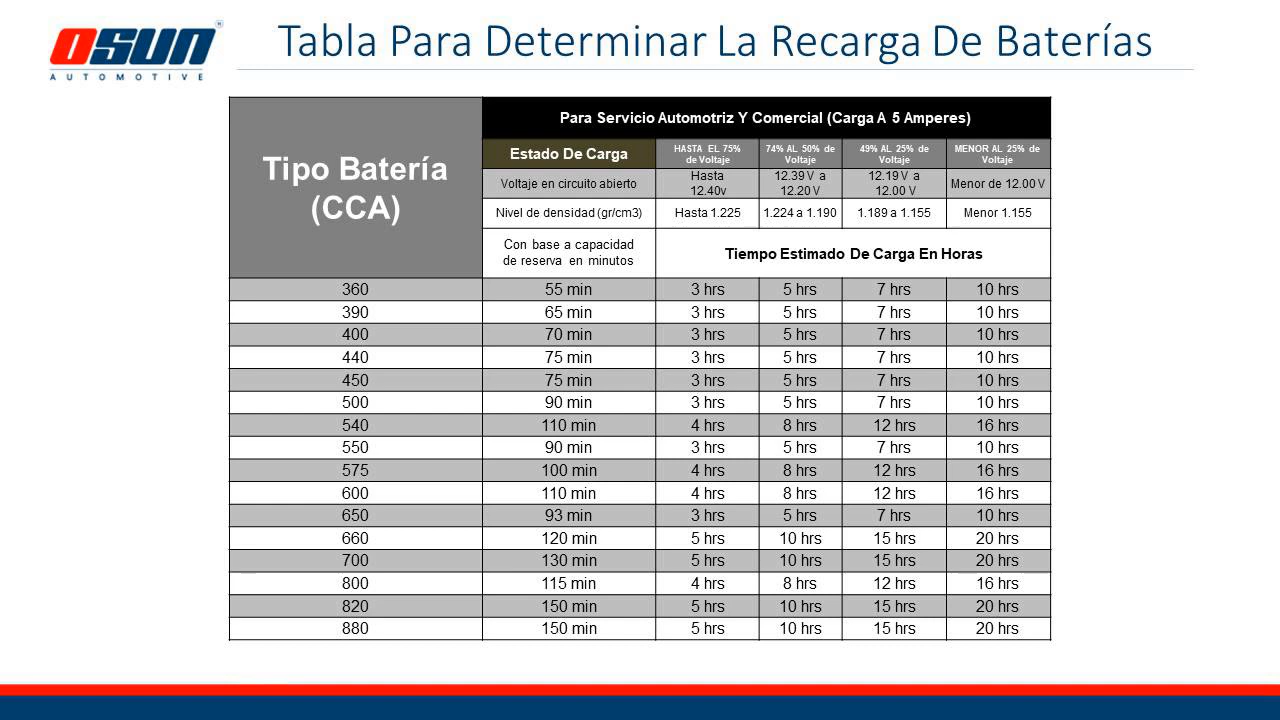 OSUN®
AUTOMOTIVE
Tabla Para Determinar La Recarga De Baterías
Tipo Batería
(CCA)
Para Servicio Automotriz Y Comercial (Carga A 5 Amperes)
Estado De Carga
HASTA EL 75%
de Voltaje
74% AL 50% de
Voltaje
49% AL 25% de
Voltaje
MENOR AL 25% de
Voltaje
Voltaje en circuito abierto
Hasta
12.40v
12.39 V a
12.20 V
12.19 V a
12.00 V
Menor de 12.00 V
Nivel de densidad (gr/cm3) Hasta 1.225 1.224 a 1.190 1.189 a 1.155 Menor 1.155
Con base a capacidad
de reserva en minutos
Tiempo Estimado De Carga En Horas
360 55 min 3 hrs 5 hrs 7 hrs 10 hrs
390 65 min 3 hrs 5 hrs 7 hrs 10 hrs
400 70 min 3 hrs 5 hrs 7 hrs 10 hrs
440 75 min 3 hrs 5 hrs 7 hrs 10 hrs
450 75 min 3 hrs 5 hrs 7 hrs 10 hrs
500 90 min 3 hrs 5 hrs 7 hrs 10 hrs
540 110 min 4 hrs 8 hrs 12 hrs 16 hrs
550 90 min 3 hrs 5 hrs 7 hrs 10 hrs
575 100 min 4 hrs 8 hrs 12 hrs 16 hrs
600 110 min 4 hrs 8 hrs 12 hrs 16 hrs
650 93 min 3 hrs 5 hrs 7 hrs 10 hrs
660 120 min 5 hrs 10 hrs 15 hrs 20 hrs
700 130 min 5 hrs 10 hrs 15 hrs 20 hrs
800 115 min 4 hrs 8 hrs 12 hrs 16 hrs
820 150 min 5 hrs 10 hrs 15 hrs 20 hrs
880 150 min 5 hrs 10 hrs 15 hrs 20 hrs